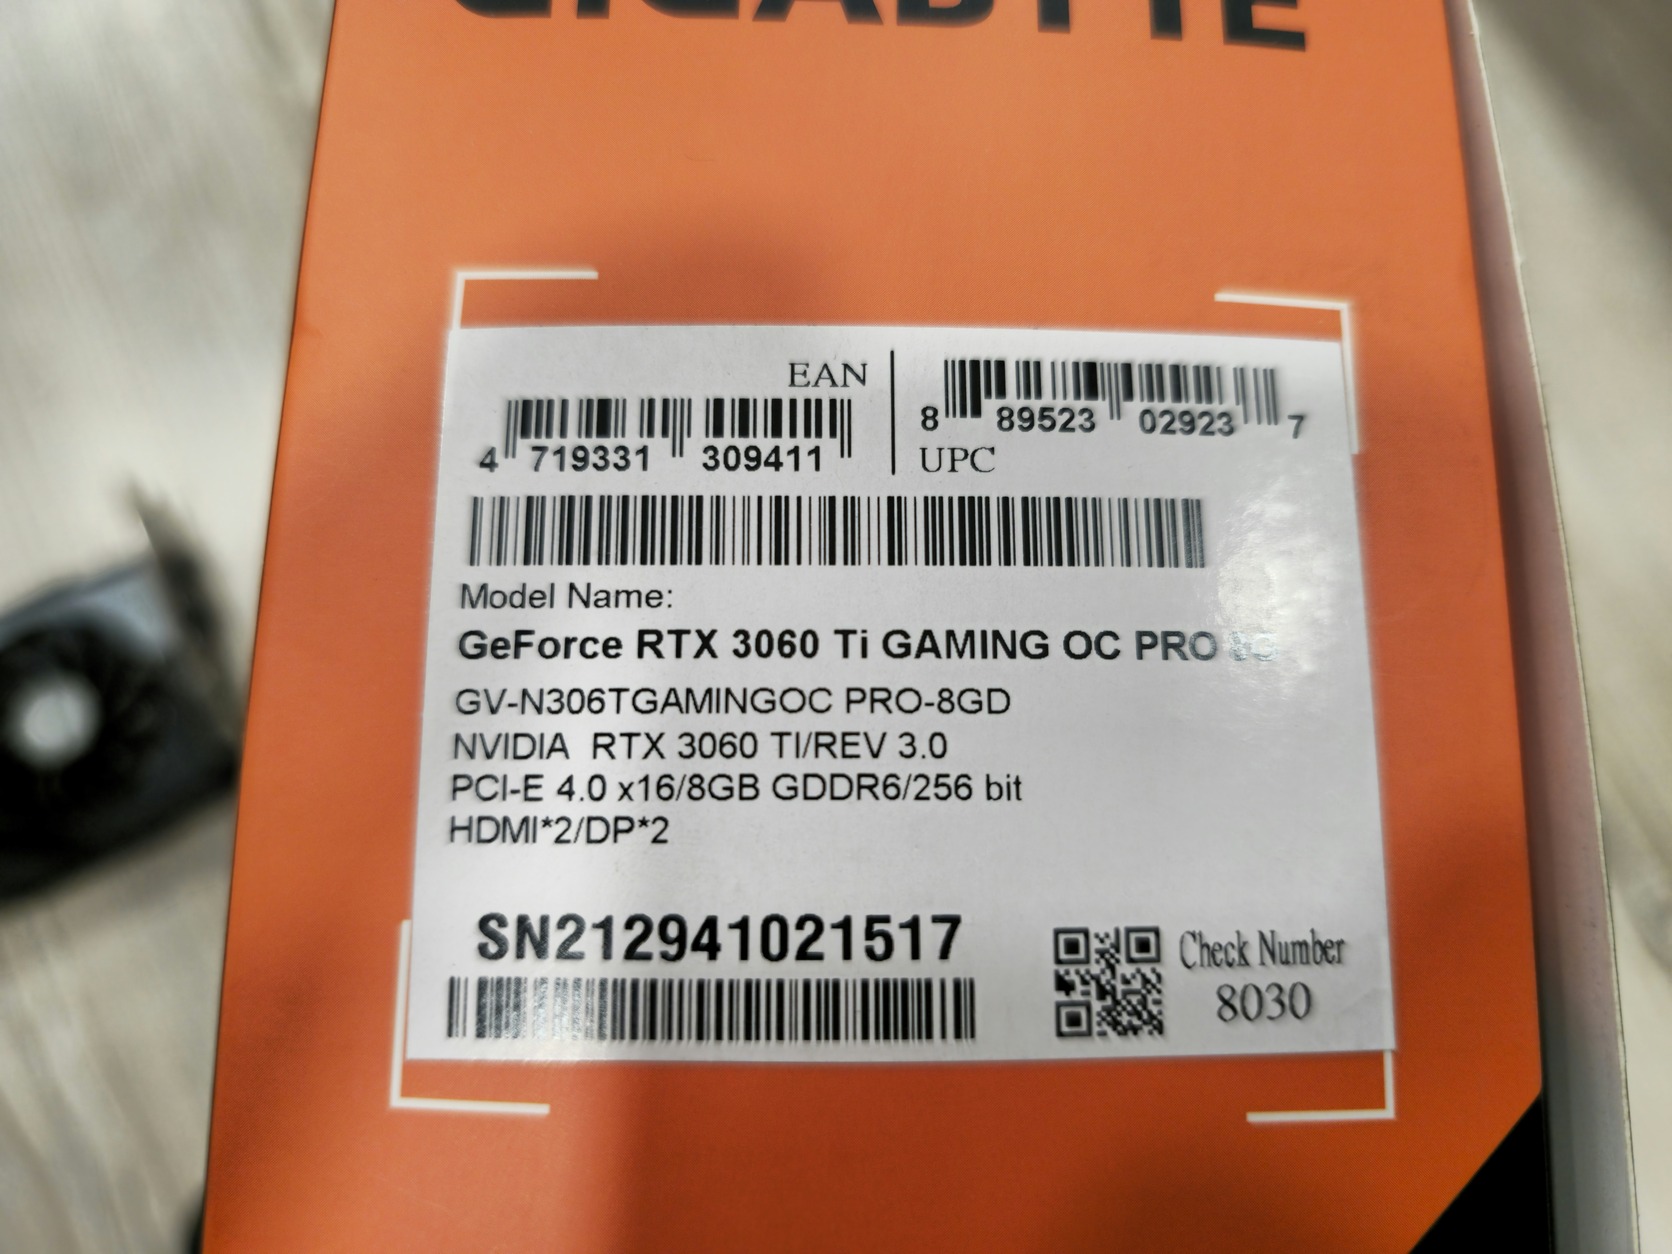 GIGABYTE
EAN
4 719331 309411
8 89523 02923 7
UPC
Model Name:
GeForce RTX 3060 Ti GAMING OC PRO 8G
GV-N306TGAMINGOC PRO-8GD
NVIDIA RTX 3060 TI/REV 3.0
PCI-E 4.0 x16/8GB GDDR6/256 bit
HDMI*2/DP*2
SN212941021517
Check Number
8030